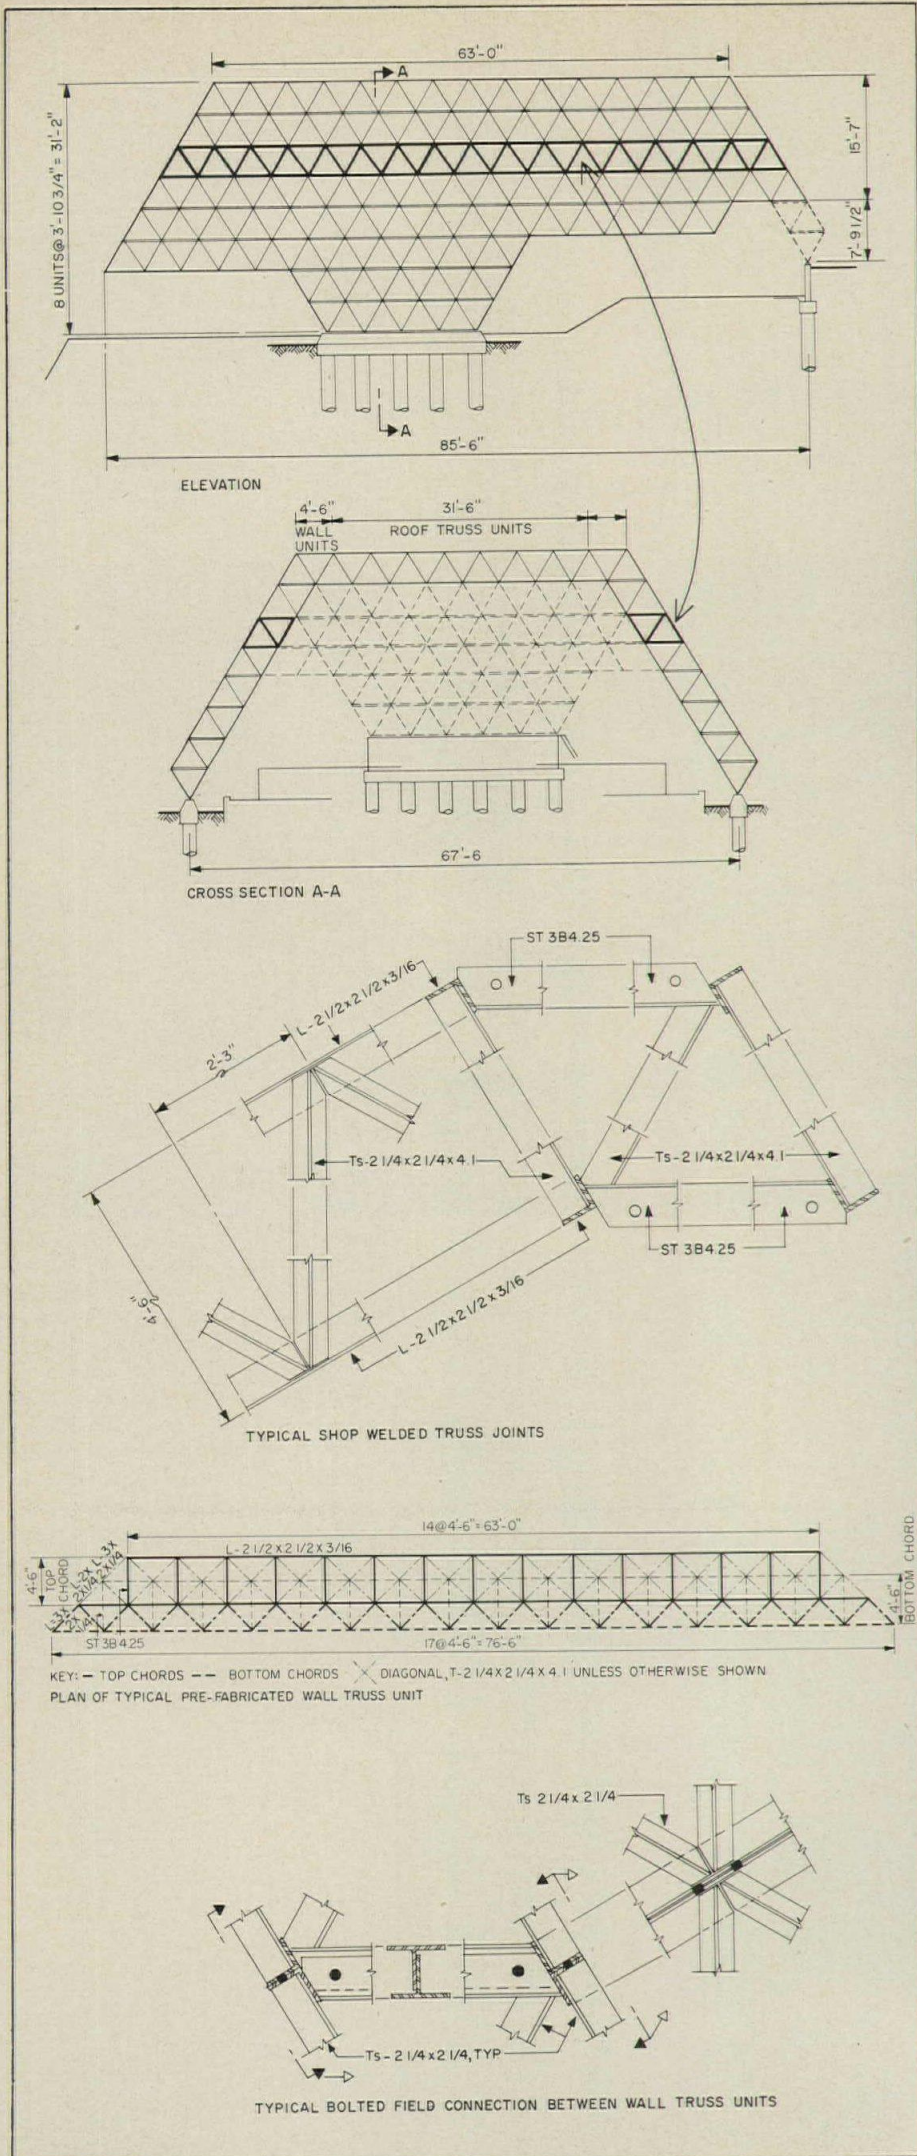 63'-0"
A
8 UNITS@3'-10 3/4" = 31'-2"
15'-7"
7'-9 1/2"
A
85'-6"
ELEVATION
4'-6"
31'-6"
WALL
UNITS
ROOF TRUSS UNITS
67'-6
CROSS SECTION A-A
ST 3B4.25
L-2 1/2x2 1/2x3/16
2'-3"
Ts-2 1/4x2 1/4x4.1
Ts-2 1/4x2 1/4x4.1
ST 3B4.25
4'-6"
L-2 1/2x2 1/2x3/16
TYPICAL SHOP WELDED TRUSS JOINTS
14@4'-6"=63'-0"
L-2 1/2x2 1/2x3/16
4'-6"
TOP
CHORD
4'-6"
BOTTOM CHORD
ST 3B4.25
17@4'-6"=76'-6"
KEY: — TOP CHORDS -- BOTTOM CHORDS DIAGONAL, T-2 1/4x2 1/4x4.1 UNLESS OTHERWISE SHOWN
PLAN OF TYPICAL PRE-FABRICATED WALL TRUSS UNIT
Ts 2 1/4x2 1/4
Ts-2 1/4x2 1/4, TYP
TYPICAL BOLTED FIELD CONNECTION BETWEEN WALL TRUSS UNITS